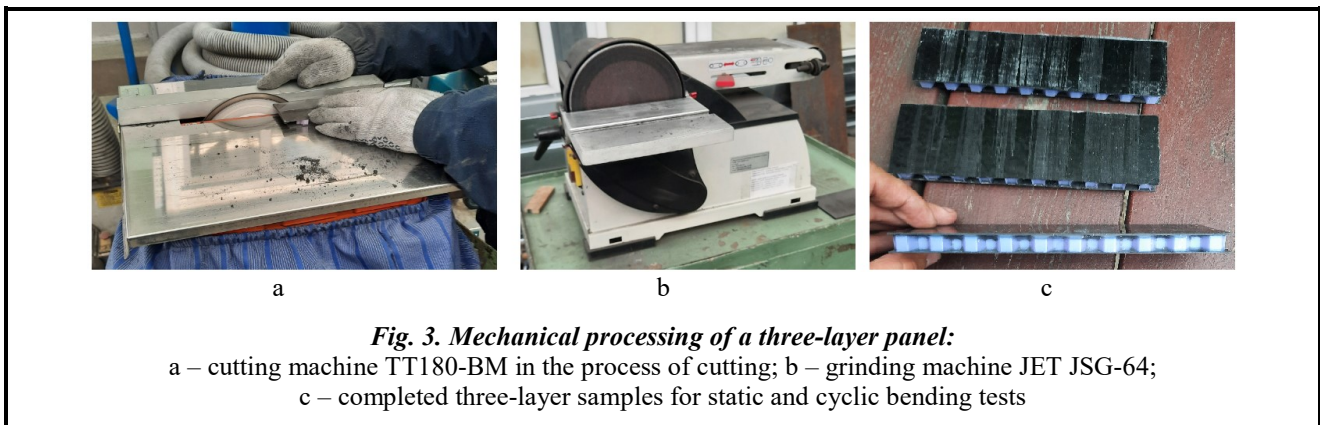 a
b
c
Fig. 3. Mechanical processing of a three-layer panel:
a – cutting machine TT180-BM in the process of cutting; b – grinding machine JET JSG-64;
c – completed three-layer samples for static and cyclic bending tests